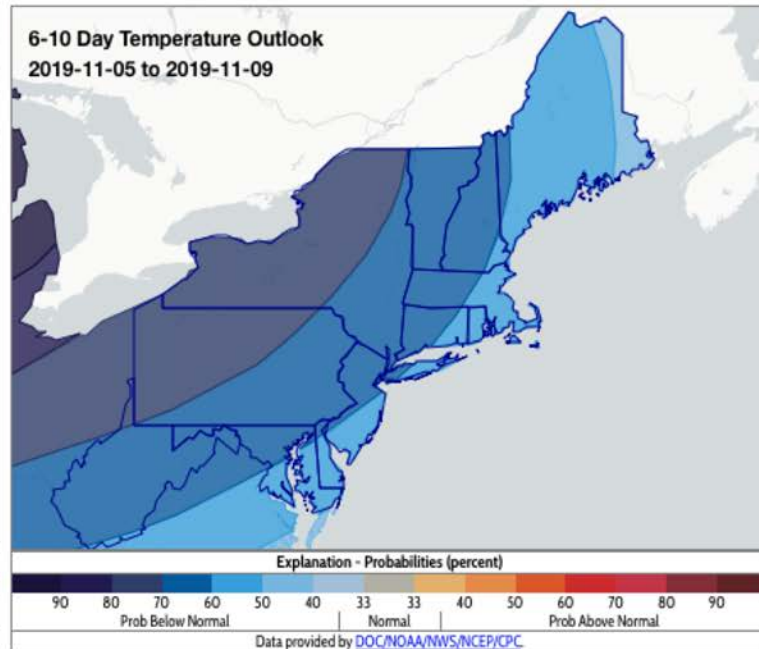 6-10 Day Temperature Outlook
2019-11-05 to 2019-11-09
Explanation - Probabilities (percent)
90 80 70 60 50 40 33 33 40 50 60 70 80 90
Prob Below Normal Normal Prob Above Normal
Data provided by DOC/NOAA/NWS/NCEP/CPC.